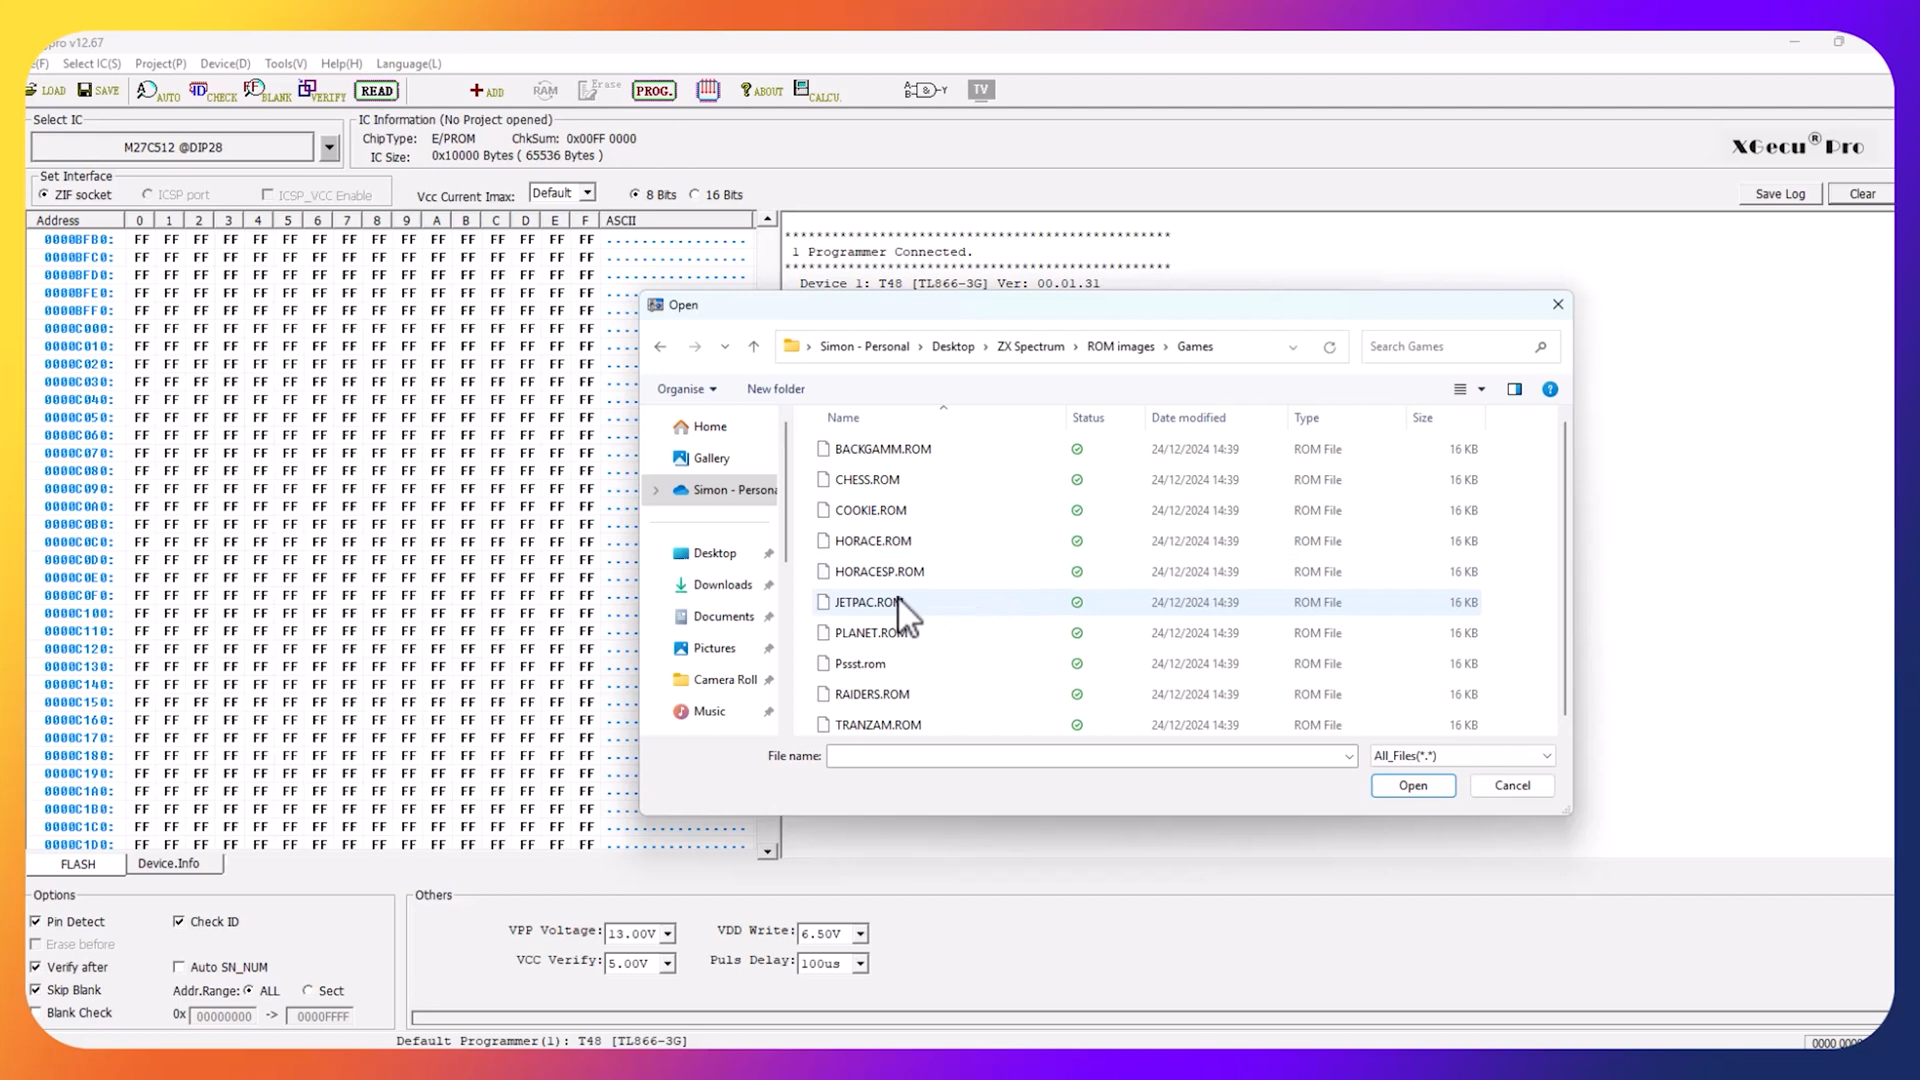 pro v12.67
(F) Select IC(S) Project(P) Device(D) Tools(V) Help(H) Language(L)
LOAD SAVE AUTO CHECK BLANK VERIFY READ ADD RAM Erase PROG. ABOUT CALCU. TV
Select IC
M27C512 @DIP28
IC Information (No Project opened)
ChipType: E/PROM ChkSum: 0x00FF 0000
IC Size: 0x10000 Bytes ( 65536 Bytes )
XGecu® Pro
Set Interface
ZIF socket ICSP port ICSP_VCC Enable
Vcc Current Imax: Default 8 Bits 16 Bits
Save Log Clear
Address 0 1 2 3 4 5 6 7 8 9 A B C D E F ASCII
0000BFB0: FF FF FF FF FF FF FF FF FF FF FF FF FF FF FF FF ................
0000BFC0: FF FF FF FF FF FF FF FF FF FF FF FF FF FF FF FF ................
0000BFD0: FF FF FF FF FF FF FF FF FF FF FF FF FF FF FF FF ................
0000BFE0: FF FF FF FF FF FF FF FF FF FF FF FF FF FF FF FF
0000BFF0: FF FF FF FF FF FF FF FF FF FF FF FF FF FF FF FF
0000C000: FF FF FF FF FF FF FF FF FF FF FF FF FF FF FF FF
0000C010: FF FF FF FF FF FF FF FF FF FF FF FF FF FF FF FF
0000C020: FF FF FF FF FF FF FF FF FF FF FF FF FF FF FF FF
0000C030: FF FF FF FF FF FF FF FF FF FF FF FF FF FF FF FF
0000C040: FF FF FF FF FF FF FF FF FF FF FF FF FF FF FF FF
0000C050: FF FF FF FF FF FF FF FF FF FF FF FF FF FF FF FF
0000C060: FF FF FF FF FF FF FF FF FF FF FF FF FF FF FF FF
0000C070: FF FF FF FF FF FF FF FF FF FF FF FF FF FF FF FF
0000C080: FF FF FF FF FF FF FF FF FF FF FF FF FF FF FF FF
0000C090: FF FF FF FF FF FF FF FF FF FF FF FF FF FF FF FF
0000C0A0: FF FF FF FF FF FF FF FF FF FF FF FF FF FF FF FF
0000C0B0: FF FF FF FF FF FF FF FF FF FF FF FF FF FF FF FF
0000C0C0: FF FF FF FF FF FF FF FF FF FF FF FF FF FF FF FF
0000C0D0: FF FF FF FF FF FF FF FF FF FF FF FF FF FF FF FF
0000C0E0: FF FF FF FF FF FF FF FF FF FF FF FF FF FF FF FF
0000C0F0: FF FF FF FF FF FF FF FF FF FF FF FF FF FF FF FF
0000C100: FF FF FF FF FF FF FF FF FF FF FF FF FF FF FF FF
0000C110: FF FF FF FF FF FF FF FF FF FF FF FF FF FF FF FF
0000C120: FF FF FF FF FF FF FF FF FF FF FF FF FF FF FF FF
0000C130: FF FF FF FF FF FF FF FF FF FF FF FF FF FF FF FF
0000C140: FF FF FF FF FF FF FF FF FF FF FF FF FF FF FF FF
0000C150: FF FF FF FF FF FF FF FF FF FF FF FF FF FF FF FF
0000C160: FF FF FF FF FF FF FF FF FF FF FF FF FF FF FF FF
0000C170: FF FF FF FF FF FF FF FF FF FF FF FF FF FF FF FF
0000C180: FF FF FF FF FF FF FF FF FF FF FF FF FF FF FF FF
0000C190: FF FF FF FF FF FF FF FF FF FF FF FF FF FF FF FF
0000C1A0: FF FF FF FF FF FF FF FF FF FF FF FF FF FF FF FF
0000C1B0: FF FF FF FF FF FF FF FF FF FF FF FF FF FF FF FF
0000C1C0: FF FF FF FF FF FF FF FF FF FF FF FF FF FF FF FF ................
0000C1D0: FF FF FF FF FF FF FF FF FF FF FF FF FF FF FF FF ................
FLASH Device.Info
1 Programmer Connected.
Device 1: T48 [TL866-3G] Ver: 00.01.31
Open
Simon - Personal > Desktop > ZX Spectrum > ROM images > Games
Search Games
Organise New folder
Home
Gallery
Simon - Persona
Desktop
Downloads
Documents
Pictures
Camera Roll
Music
Name Status Date modified Type Size
BACKGAMM.ROM 24/12/2024 14:39 ROM File 16 KB
CHESS.ROM 24/12/2024 14:39 ROM File 16 KB
COOKIE.ROM 24/12/2024 14:39 ROM File 16 KB
HORACE.ROM 24/12/2024 14:39 ROM File 16 KB
HORACESP.ROM 24/12/2024 14:39 ROM File 16 KB
JETPAC.ROM 24/12/2024 14:39 ROM File 16 KB
PLANET.ROM 24/12/2024 14:39 ROM File 16 KB
Pssst.rom 24/12/2024 14:39 ROM File 16 KB
RAIDERS.ROM 24/12/2024 14:39 ROM File 16 KB
TRANZAM.ROM 24/12/2024 14:39 ROM File 16 KB
File name: All_Files(*.*)
Open Cancel
Options
Pin Detect Check ID
Erase before
Verify after Auto SN_NUM
Skip Blank Addr.Range: ALL Sect
Blank Check 0x 00000000 -> 0000FFFF
Others
VPP Voltage: 13.00V VDD Write: 6.50V
VCC Verify: 5.00V Puls Delay: 100us
Default Programmer(1): T48 [TL866-3G]